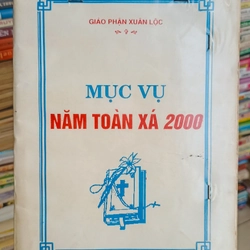 GIÁO PHẬN XUÂN LỘC
MỤC VỤ
NĂM TOÀN XÁ 2000